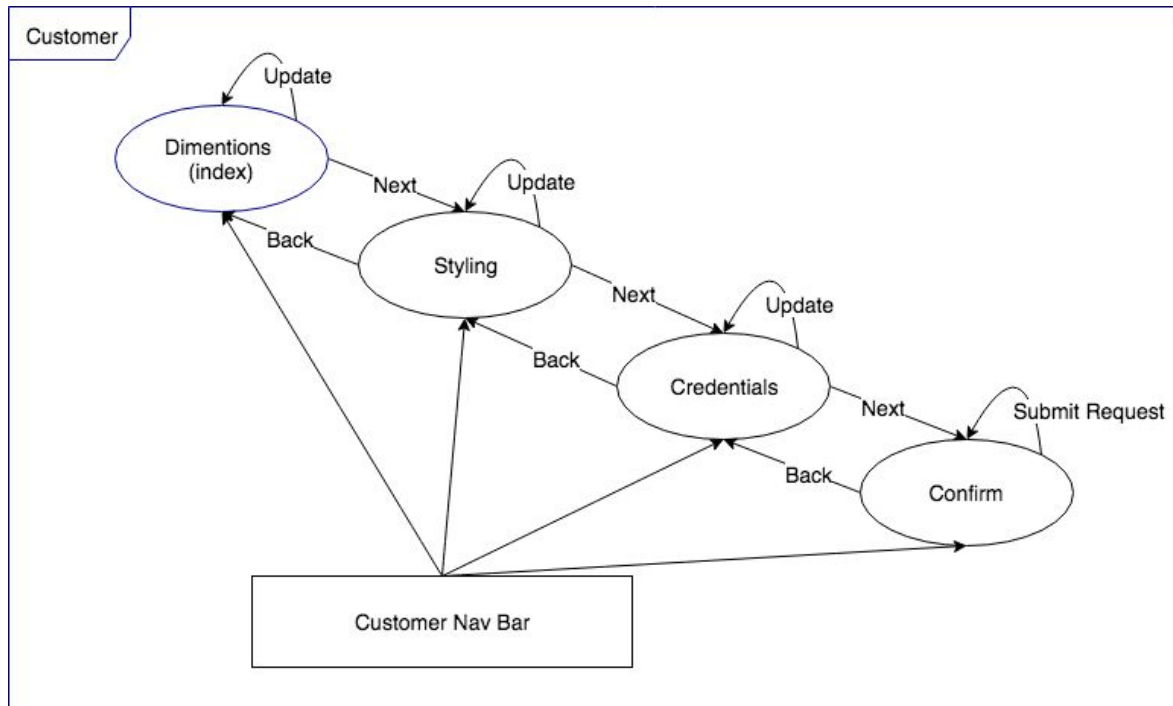 Customer
Update
Dimentions
(index)
Next
Update
Back
Styling
Next
Update
Back
Credentials
Next
Submit Request
Back
Confirm
Customer Nav Bar